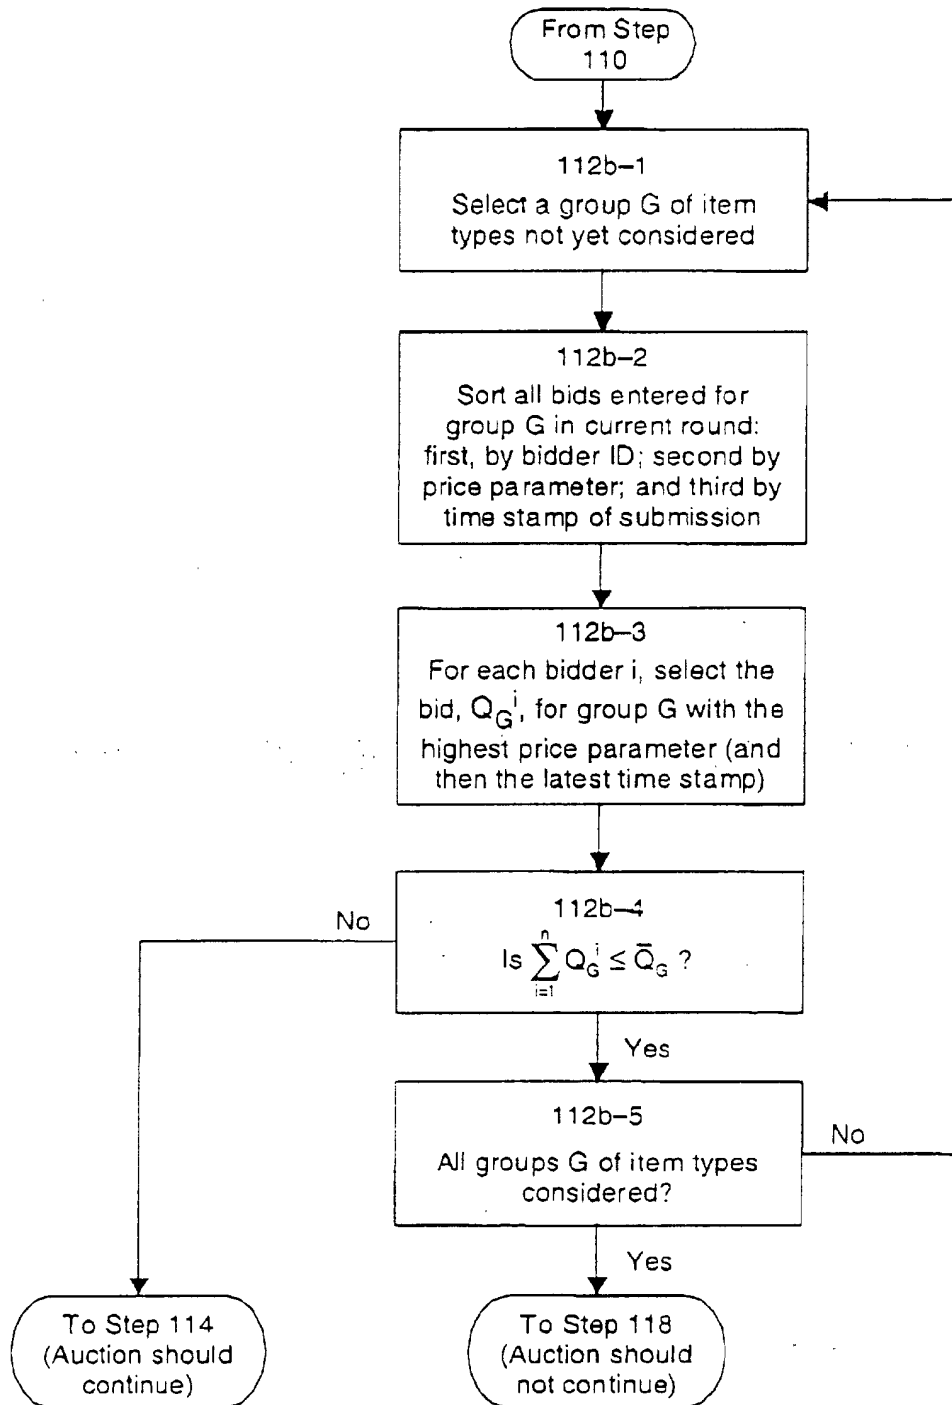 From Step
110
112b–1
Select a group G of item
types not yet considered
112b–2
Sort all bids entered for
group G in current round:
first, by bidder ID; second by
price parameter; and third by
time stamp of submission
112b–3
For each bidder i, select the
bid, Q_G^i, for group G with the
highest price parameter (and
then the latest time stamp)
No
112b–4
Is ∑_{i=1}^{n} Q_G^i ≤ Q̄_G ?
Yes
112b–5
All groups G of item types
considered?
No
Yes
To Step 114
(Auction should
continue)
To Step 118
(Auction should
not continue)